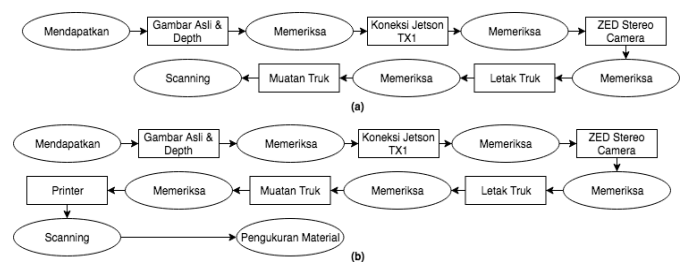 Mendapatkan
Gambar Asli &
Depth
Memeriksa
Koneksi Jetson
TX1
Memeriksa
ZED Stereo
Camera
Scanning
Muatan Truk
Memeriksa
Letak Truk
Memeriksa
(a)
Mendapatkan
Gambar Asli &
Depth
Memeriksa
Koneksi Jetson
TX1
Memeriksa
ZED Stereo
Camera
Printer
Memeriksa
Muatan Truk
Memeriksa
Letak Truk
Memeriksa
Scanning
Pengukuran Material
(b)